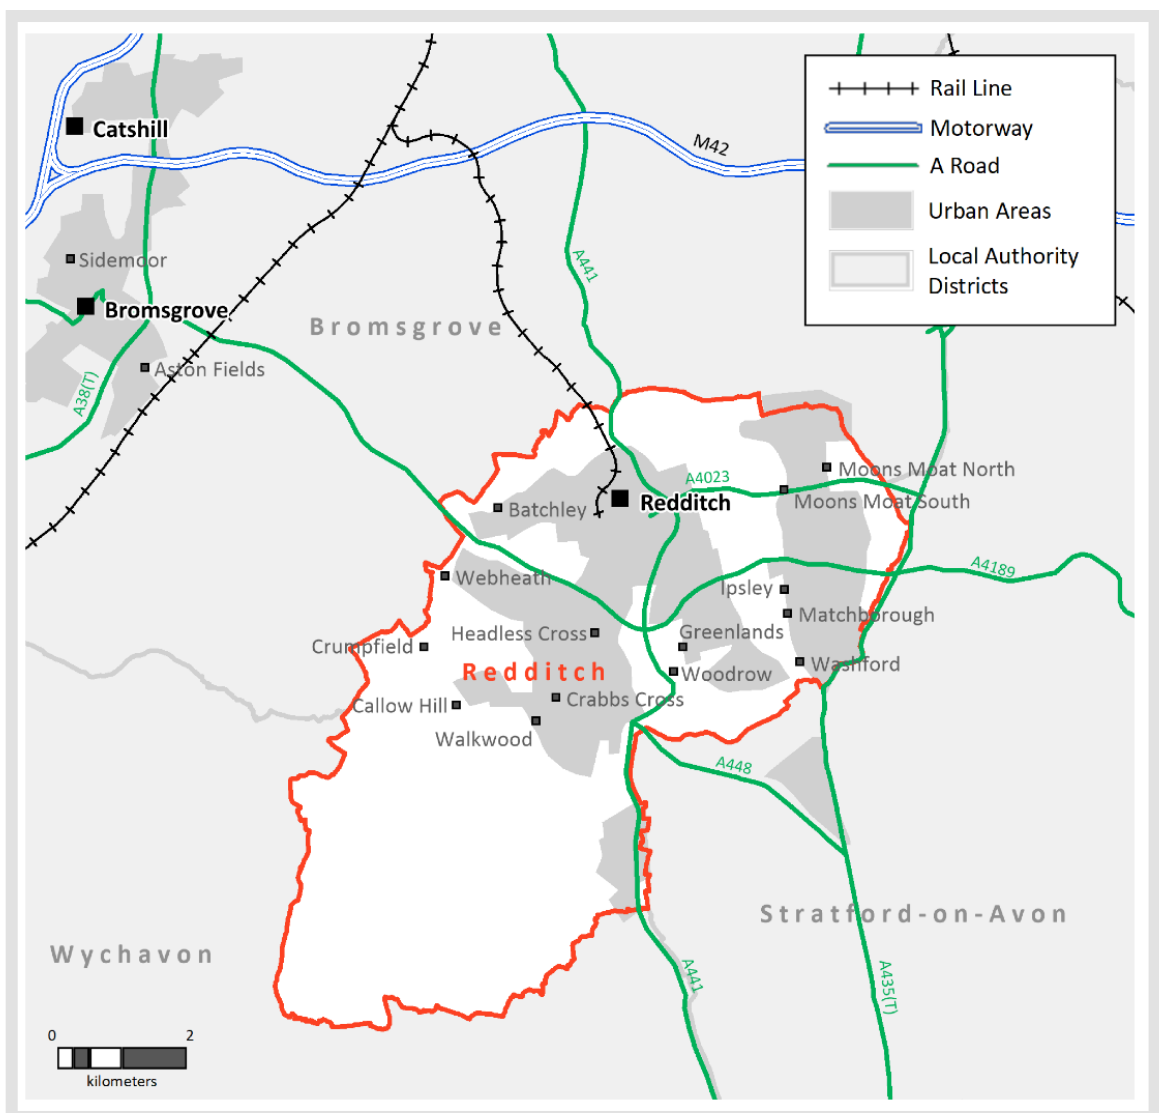 Rail Line
M42
Motorway
Catshill
A Road
Urban Areas
Sidemoor
A441
Local Authority
Districts
Bromsgrove
Bromsgrove
Aston Fields
A38(T)
Moons Moat North
A4023
Moons Moat South
Redditch
Batchley
A4189
Webheath
Ipsley
Matchborough
Headless Cross
Greenlands
Crumpfield
Redditch
Woodrow
Washford
Callow Hill
Crabbs Cross
Walkwood
A448
Stratford-on-Avon
Wychavon
A441
A435(T)
0 2
kilometers